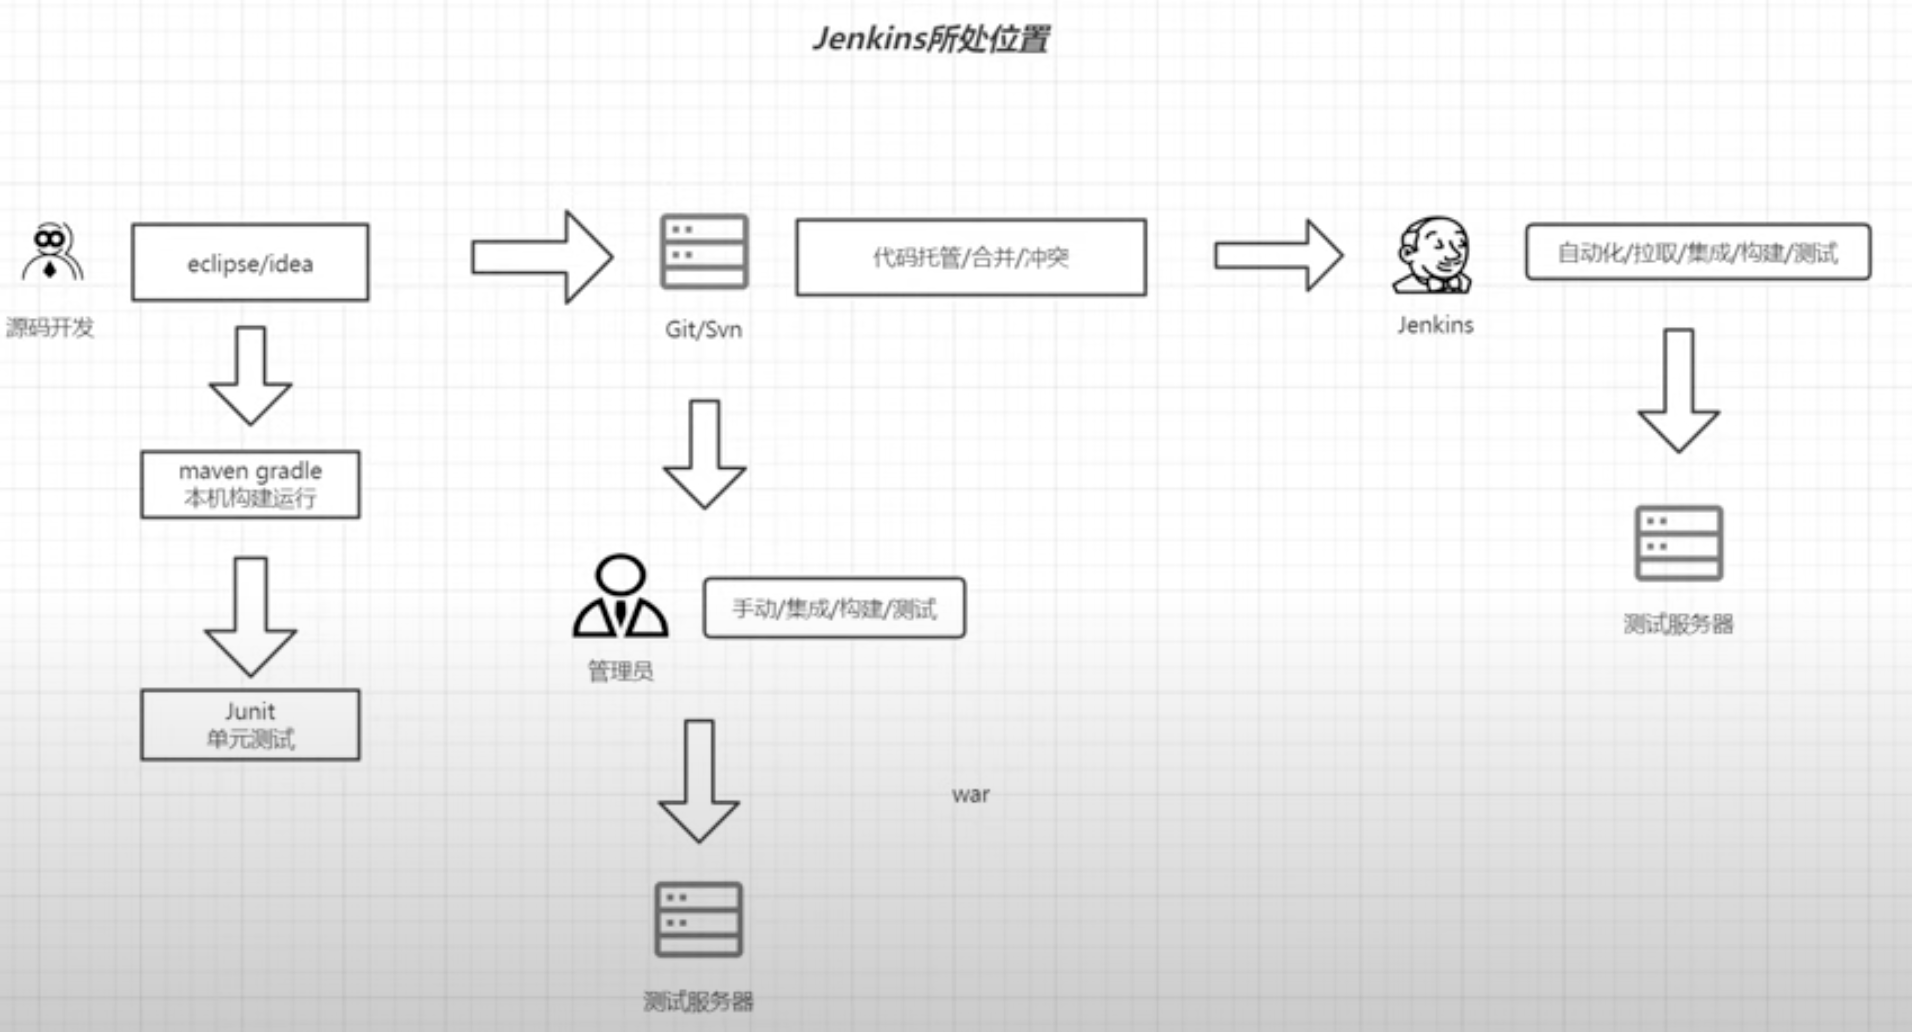 Jenkins所处位置
eclipse/idea
源码开发
代码托管/合并/冲突
Git/Svn
自动化/拉取/集成/构建/测试
Jenkins
maven gradle
本机构建运行
手动/集成/构建/测试
管理员
测试服务器
Junit
单元测试
war
测试服务器